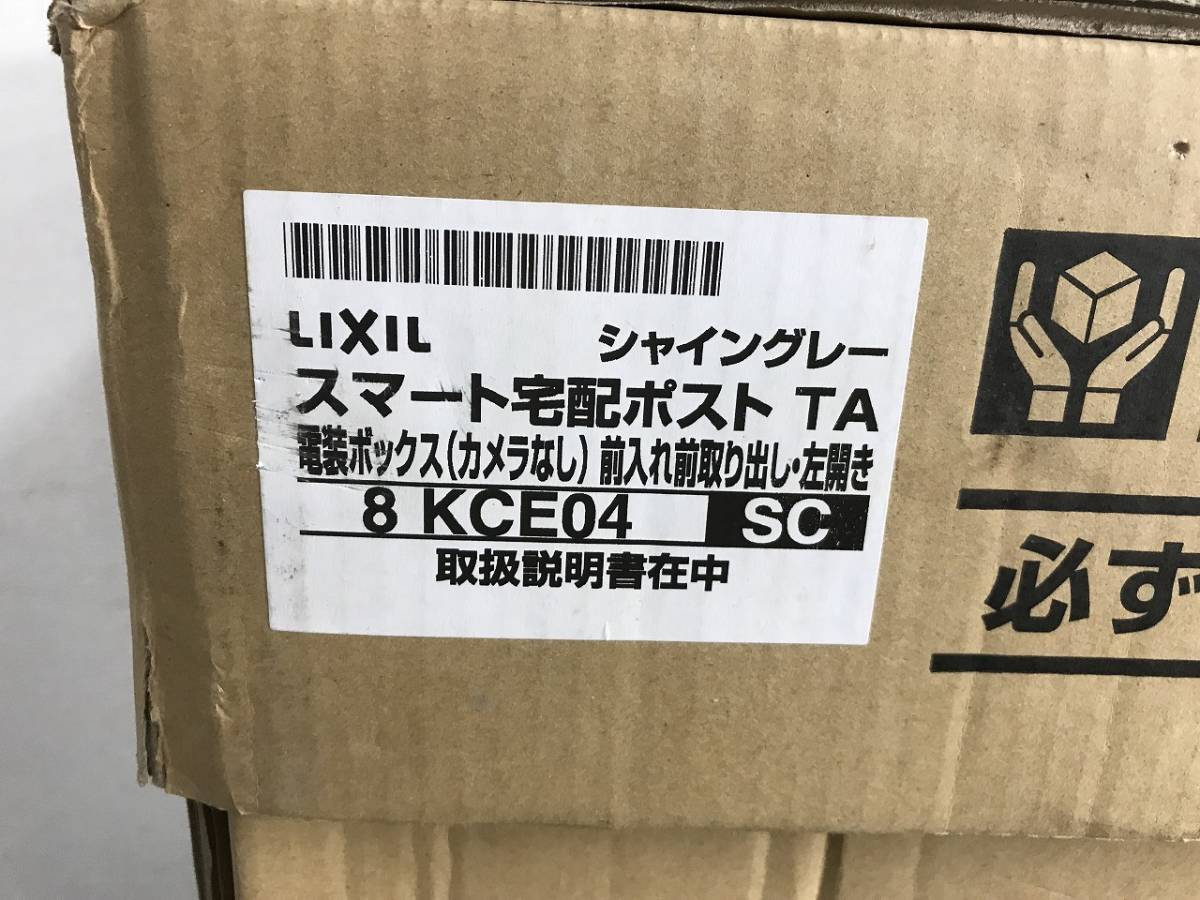 LIXIL シャイングレー
スマート宅配ポスト TA
電装ボックス(カメラなし) 前入れ前取り出し・左開き
8 KCE04 SC
取扱説明書在中
必ず